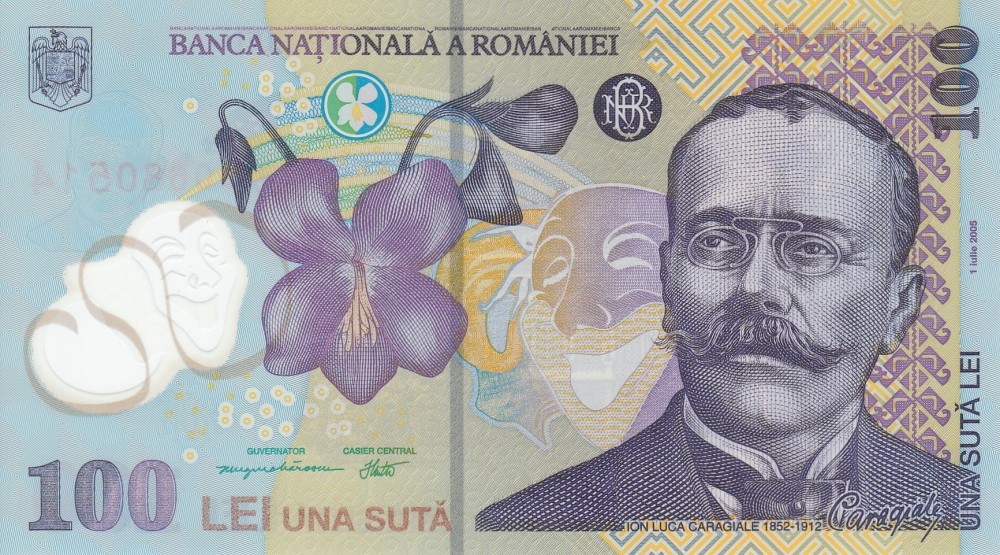 BANCA NAȚIONALĂ A ROMÂNIEI
100
1 iulie 2005
UNA SUTĂ LEI
GUVERNATOR
CASIER CENTRAL
100 LEI UNA SUTĂ
ION LUCA CARAGIALE 1852-1912
Caragiale